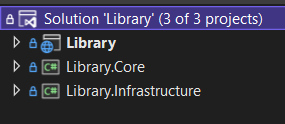 Solution 'Library' (3 of 3 projects)
Library
C# Library.Core
C# Library.Infrastructure